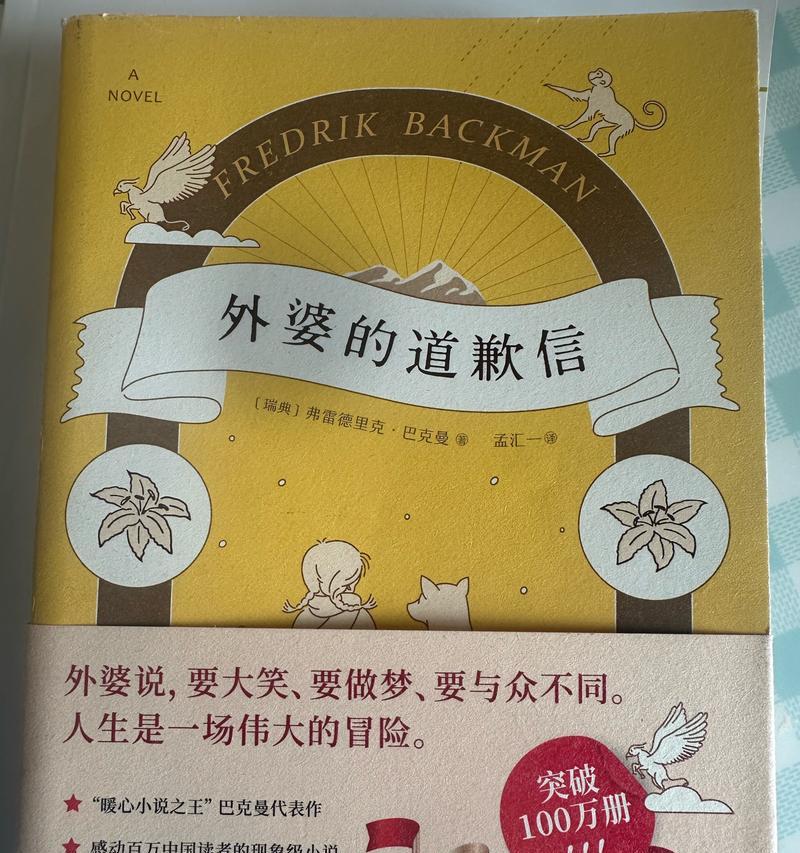 A
NOVEL
FREDRIK BACKMAN
外婆的道歉信
〔瑞典〕弗雷德里克·巴克曼 著 孟汇一 译
外婆说，要大笑、要做梦、要与众不同。
人生是一场伟大的冒险。
★ “暖心小说之王”巴克曼代表作
★ 感动百万中国读者的现象级小说
突破
100万册
!!!